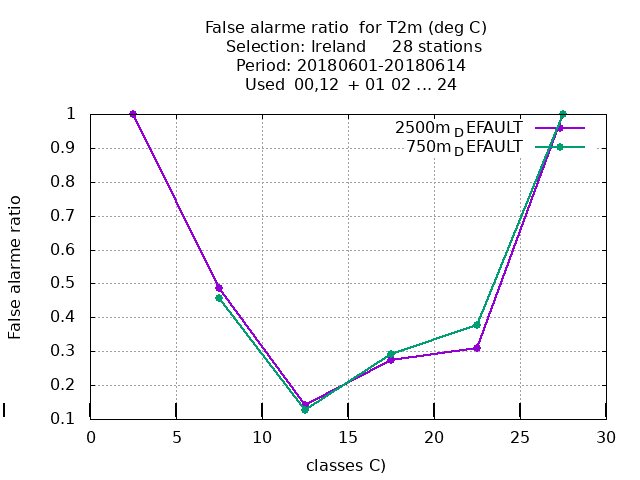 False alarme ratio  for T2m (deg C)
Selection: Ireland     28 stations
Period: 20180601-20180614
Used  00,12  + 01 02 ... 24
2500m_DEFAULT
750m_DEFAULT
1
0.9
0.8
0.7
0.6
0.5
0.4
0.3
0.2
0.1
False alarme ratio
0 5 10 15 20 25 30
classes C)